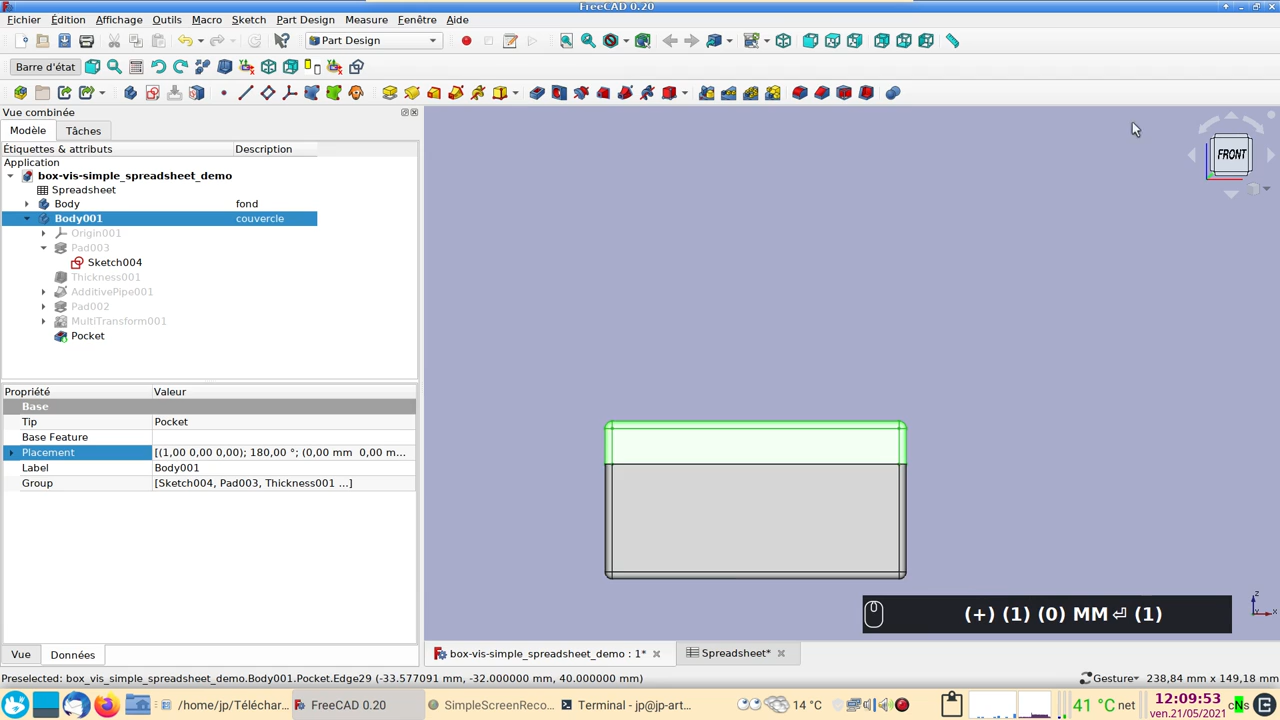 FreeCAD 0.20
Fichier Édition Affichage Outils Macro Sketch Part Design Measure Fenêtre Aide
Part Design
Barre d'état
Vue combinée
Modèle Tâches
Étiquettes & attributs Description
Application
box-vis-simple_spreadsheet_demo
Spreadsheet
Body fond
Body001 couvercle
Origin001
Pad003
Sketch004
Thickness001
AdditivePipe001
Pad002
MultiTransform001
Pocket
FRONT
Propriété Valeur
Base
Tip Pocket
Base Feature
Placement [(1,00 0,00 0,00); 180,00 °; (0,00 mm 0,00 m...
Label Body001
Group [Sketch004, Pad003, Thickness001 ...]
(+) (1) (0) MM⏎ (1)
z
x
Vue Données
box-vis-simple_spreadsheet_demo : 1* Spreadsheet*
Preselected: box_vis_simple_spreadsheet_demo.Body001.Pocket.Edge29 (-33.577091 mm, -32.000000 mm, 40.000000 mm) Gesture 238,84 mm x 149,18 mm
/home/jp/Téléchar... FreeCAD 0.20 SimpleScreenReco... Terminal - jp@jp-art... 14 °C 41 °C net 12:09:53 cNs
ven.21/05/2021